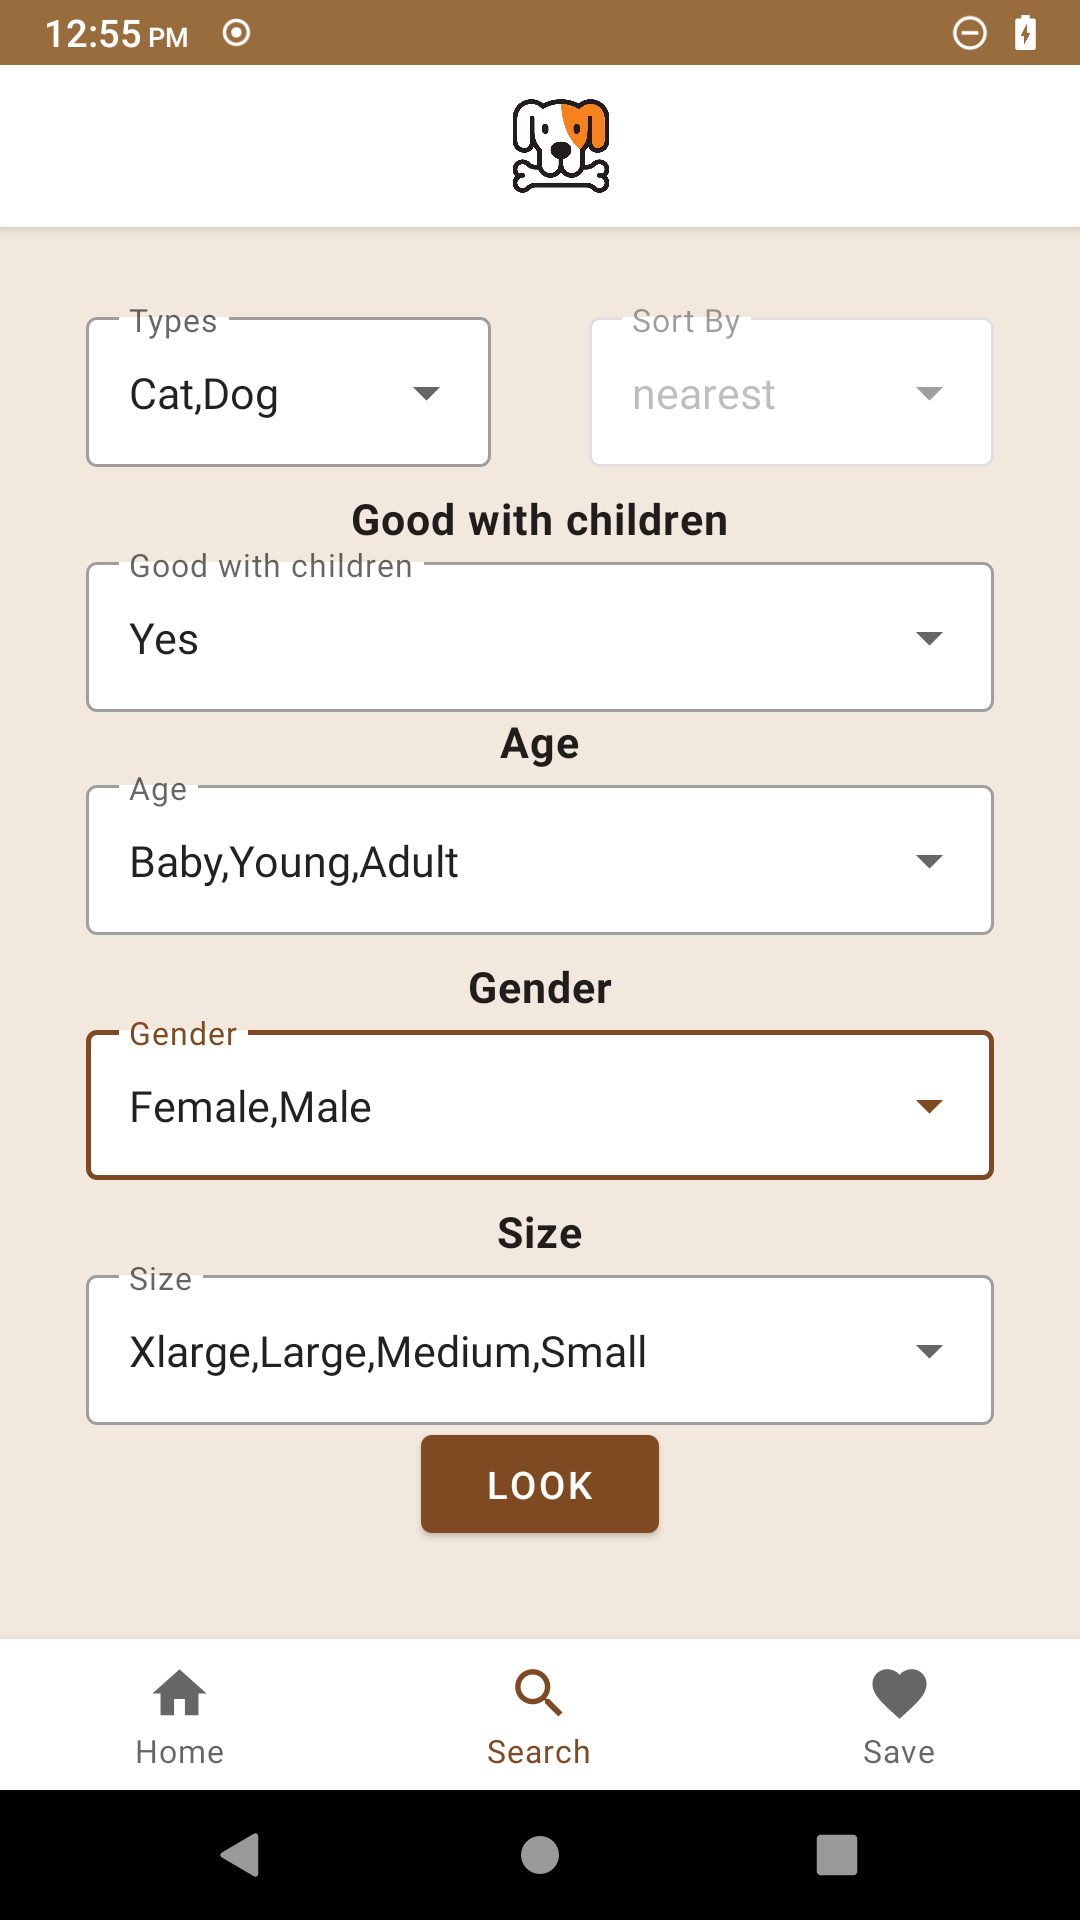 12:55 PM
Types
Sort By
Cat,Dog
nearest
Good with children
Good with children
Yes
Age
Age
Baby,Young,Adult
Gender
Gender
Female,Male
Size
Size
Xlarge,Large,Medium,Small
LOOK
Home
Search
Save